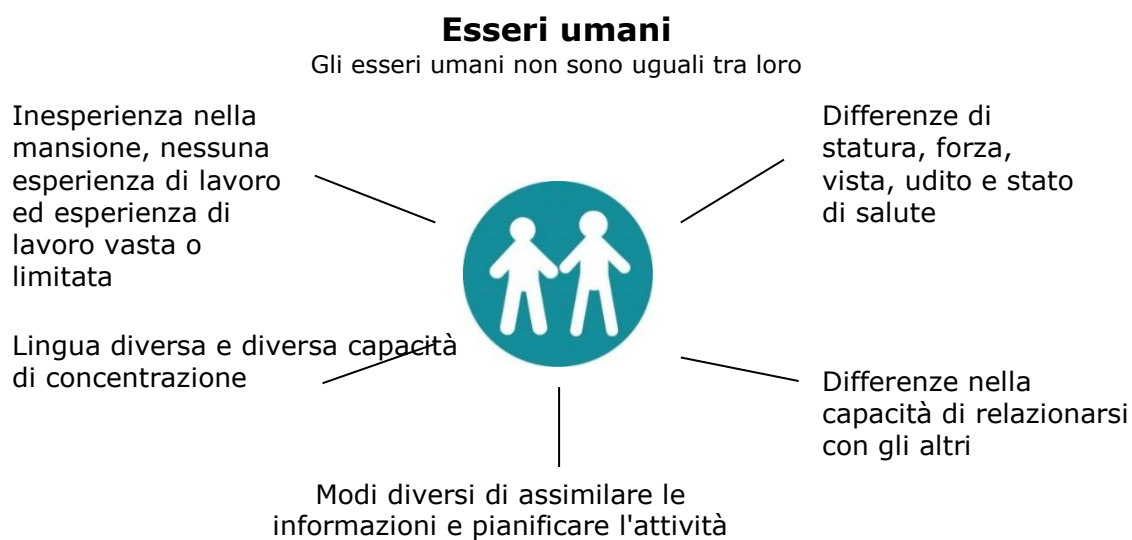 Esseri umani
Gli esseri umani non sono uguali tra loro
Inesperienza nella
mansione, nessuna
esperienza di lavoro
ed esperienza di
lavoro vasta o
limitata
Differenze di
statura, forza,
vista, udito e stato
di salute
Lingua diversa e diversa capacità
di concentrazione
Differenze nella
capacità di relazionarsi
con gli altri
Modi diversi di assimilare le
informazioni e pianificare l'attività